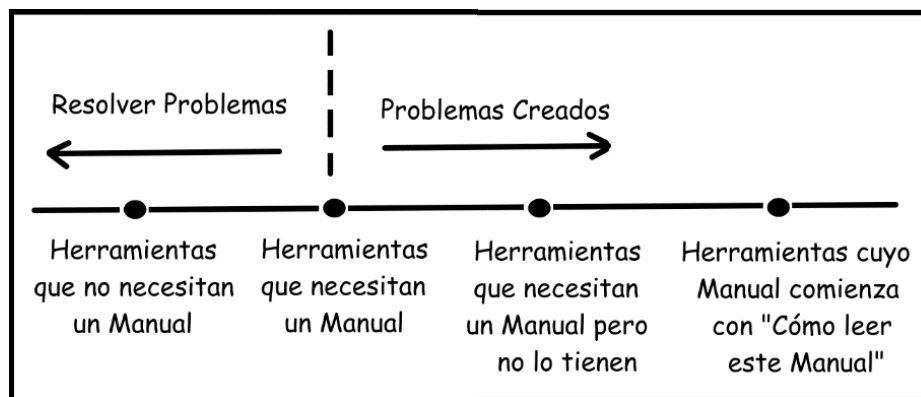 Resolver Problemas
Problemas Creados
Herramientas
que no necesitan
un Manual
Herramientas
que necesitan
un Manual
Herramientas
que necesitan
un Manual pero
no lo tienen
Herramientas cuyo
Manual comienza
con "Cómo leer
este Manual"